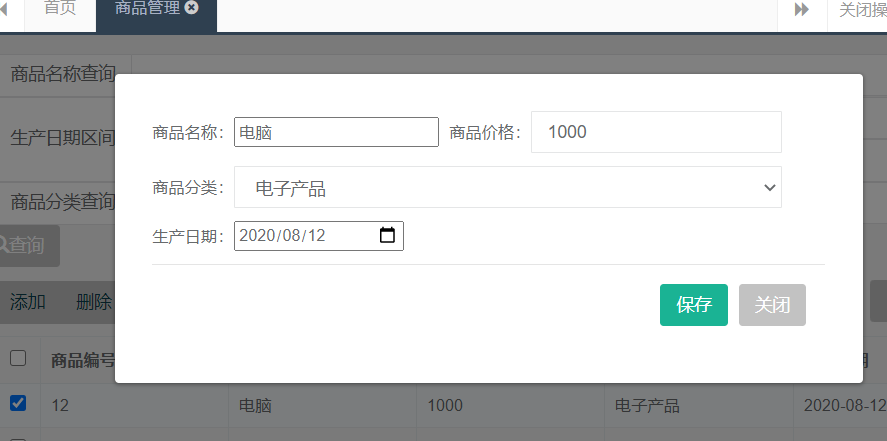 首页 商品管理 关闭操
商品名称查询
商品名称： 电脑 商品价格： 1000
生产日期区间
商品分类： 电子产品
商品分类查询
生产日期： 2020/08/12
查询
保存 关闭
添加 删除
商品编号
12 电脑 1000 电子产品 2020-08-12